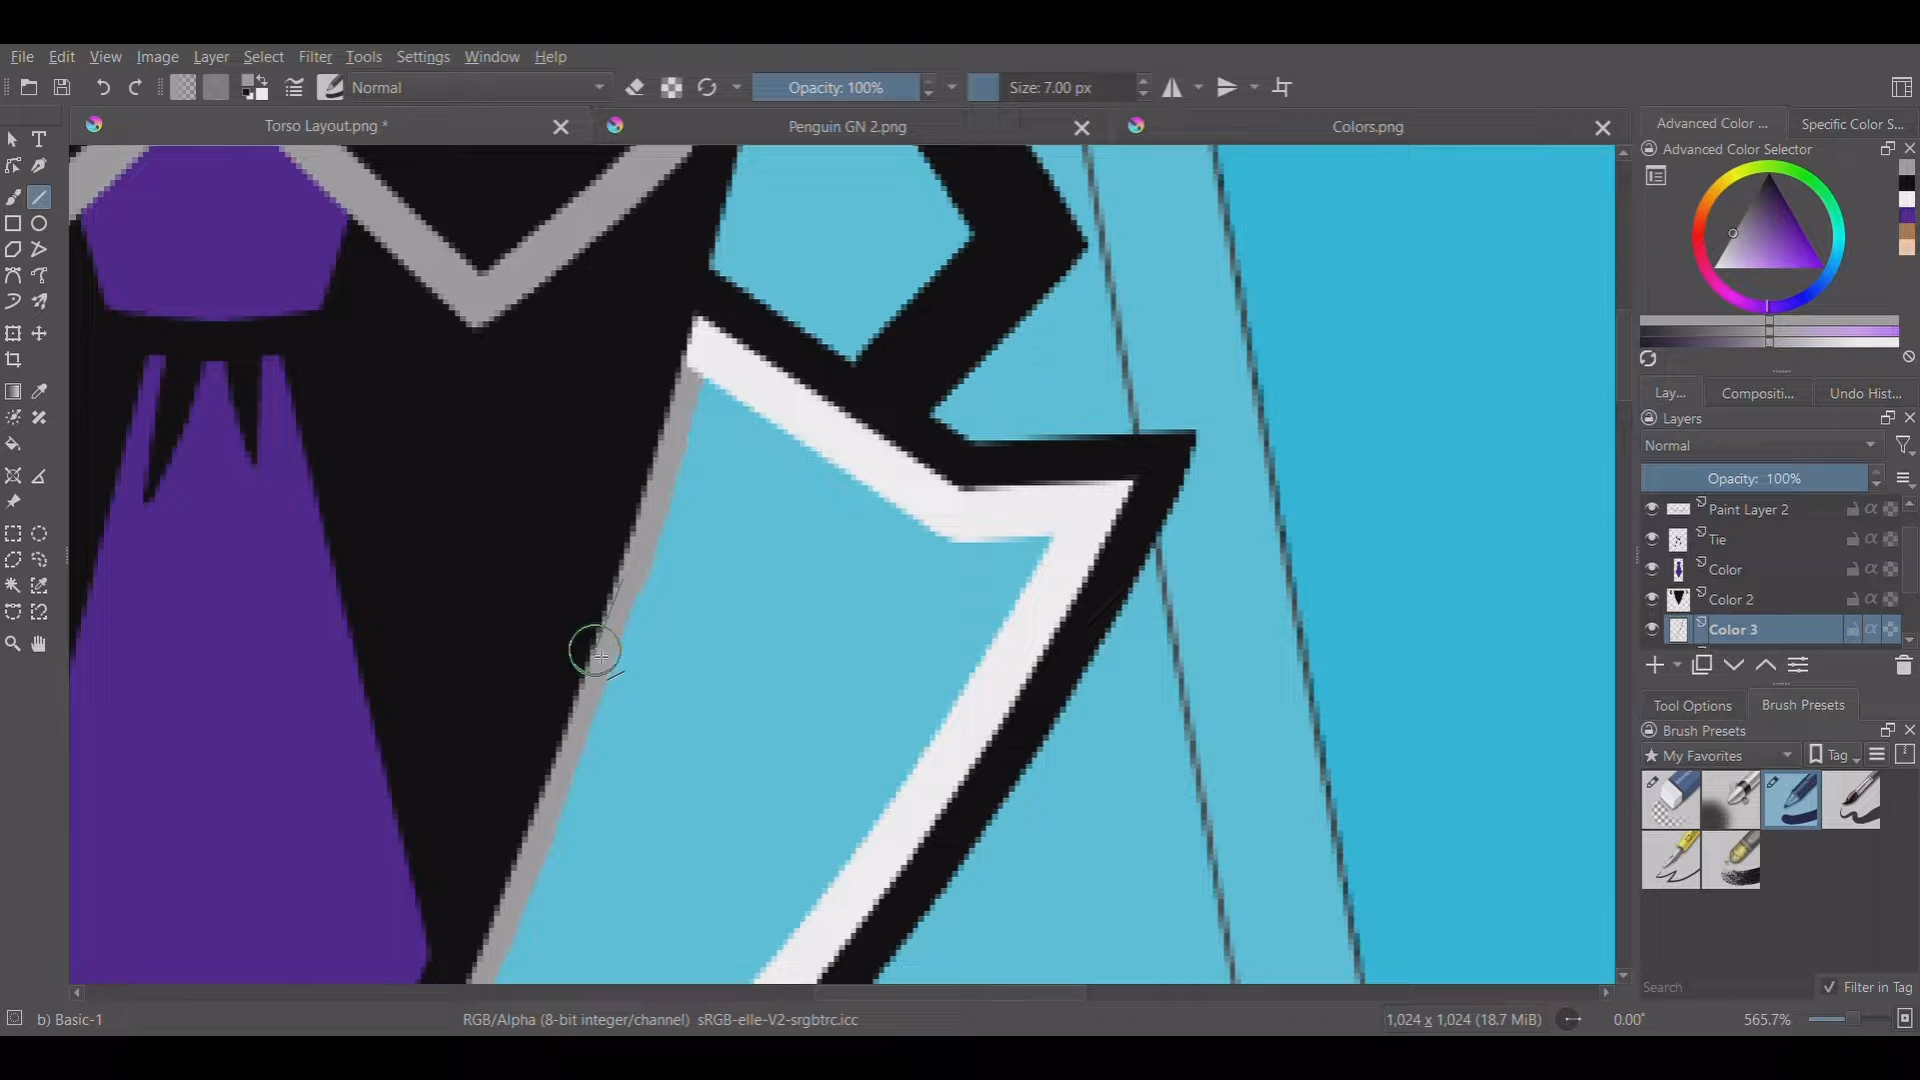 File Edit View Image Layer Select Filter Tools Settings Window Help
Normal Opacity: 100% Size: 7.00 px
Torso Layout.png * Penguin GN 2.png Colors.png
Advanced Color ... Specific Color S...
Advanced Color Selector
Lay... Compositi... Undo Hist...
Layers
Normal
Opacity: 100%
Paint Layer 2
Tie
Color
Color 2
Color 3
Tool Options Brush Presets
Brush Presets
★ My Favorites Tag
Search Filter in Tag
b) Basic-1 RGB/Alpha (8-bit integer/channel) sRGB-elle-V2-srgbtrc.icc 1,024 x 1,024 (18.7 MiB) 0.00° 565.7%